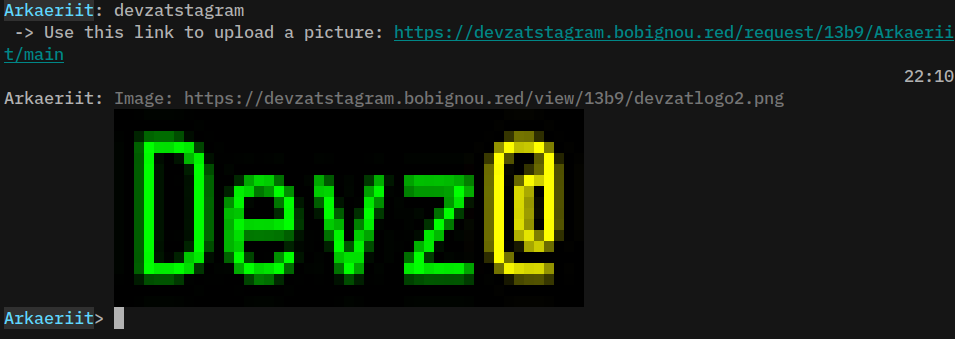 Arkaeriit: devzatstagram
-> Use this link to upload a picture: https://devzatstagram.bobignou.red/request/13b9/Arkaerii
t/main
22:10
Arkaeriit: Image: https://devzatstagram.bobignou.red/view/13b9/devzatlogo2.png
Devz@
Arkaeriit>